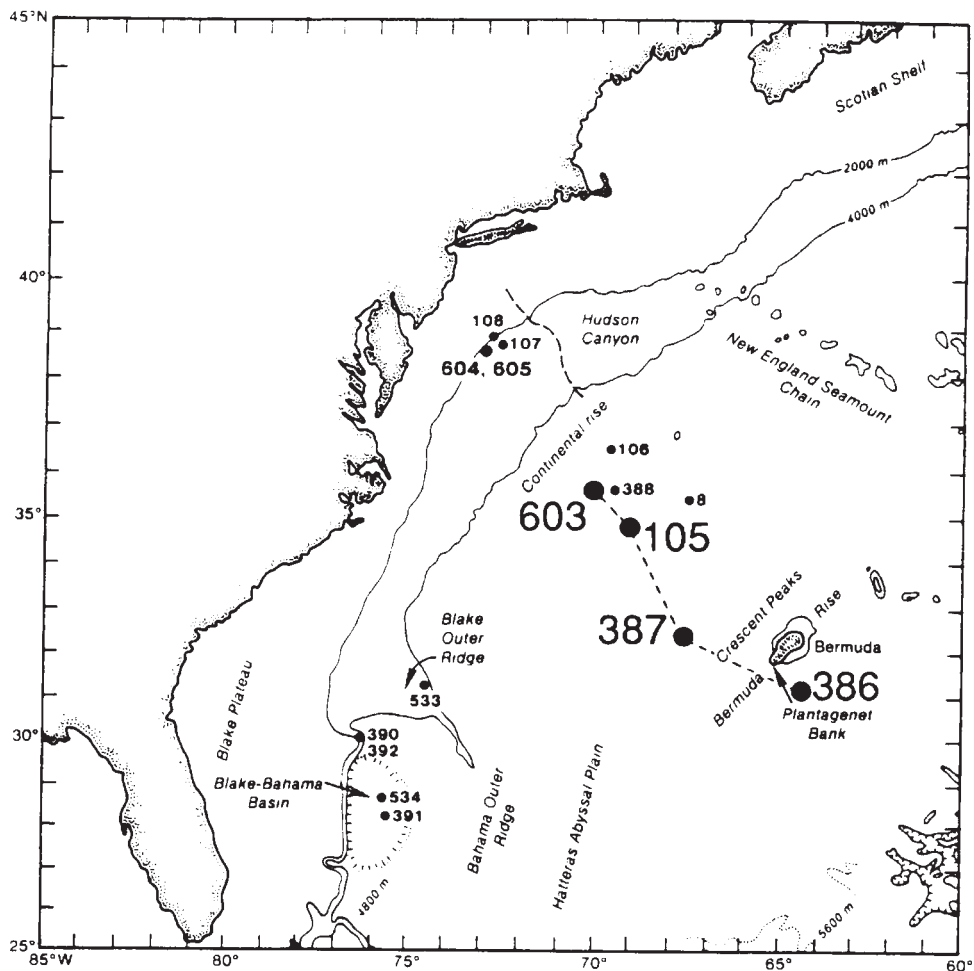 45°N
Scotian Shelf
2000 m
4000 m
40°
108
107
604, 605
Hudson
Canyon
New England Seamount
Chain
Continental rise
106
388
8
603
105
35°
387
Crescent Peaks
Bermuda Rise
Bermuda
386
Plantagenet
Bank
Blake
Outer
Ridge
533
Blake Plateau
30°
390
392
Blake-Bahama
Basin
534
391
Bahama Outer
Ridge
Hatteras Abyssal Plain
4800 m
5600 m
25°
85°W
80°
75°
70°
65°
60°